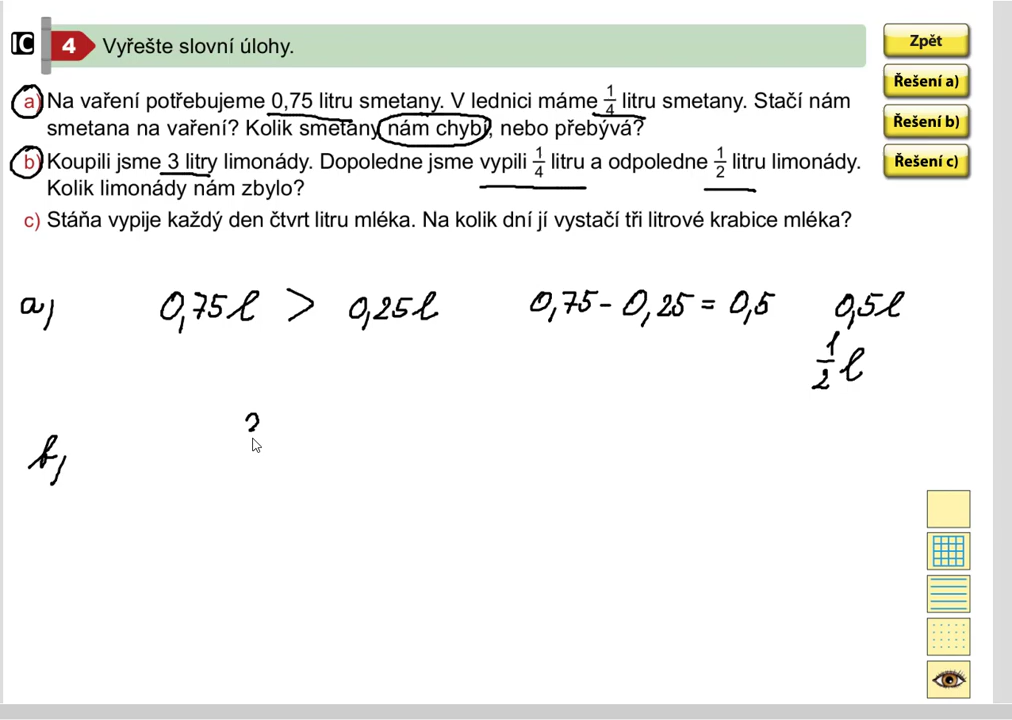 IC 4 Vyřešte slovní úlohy.
Zpět
Řešení a)
Řešení b)
Řešení c)
a) Na vaření potřebujeme 0,75 litru smetany. V lednici máme 1/4 litru smetany. Stačí nám
smetana na vaření? Kolik smetany nám chybí, nebo přebývá?
b) Koupili jsme 3 litry limonády. Dopoledne jsme vypili 1/4 litru a odpoledne 1/2 litru limonády.
Kolik limonády nám zbylo?
c) Stáňa vypije každý den čtvrt litru mléka. Na kolik dní jí vystačí tři litrové krabice mléka?
a) 0,75 l > 0,25 l 0,75 - 0,25 = 0,5 0,5 l
1/2 l
b)